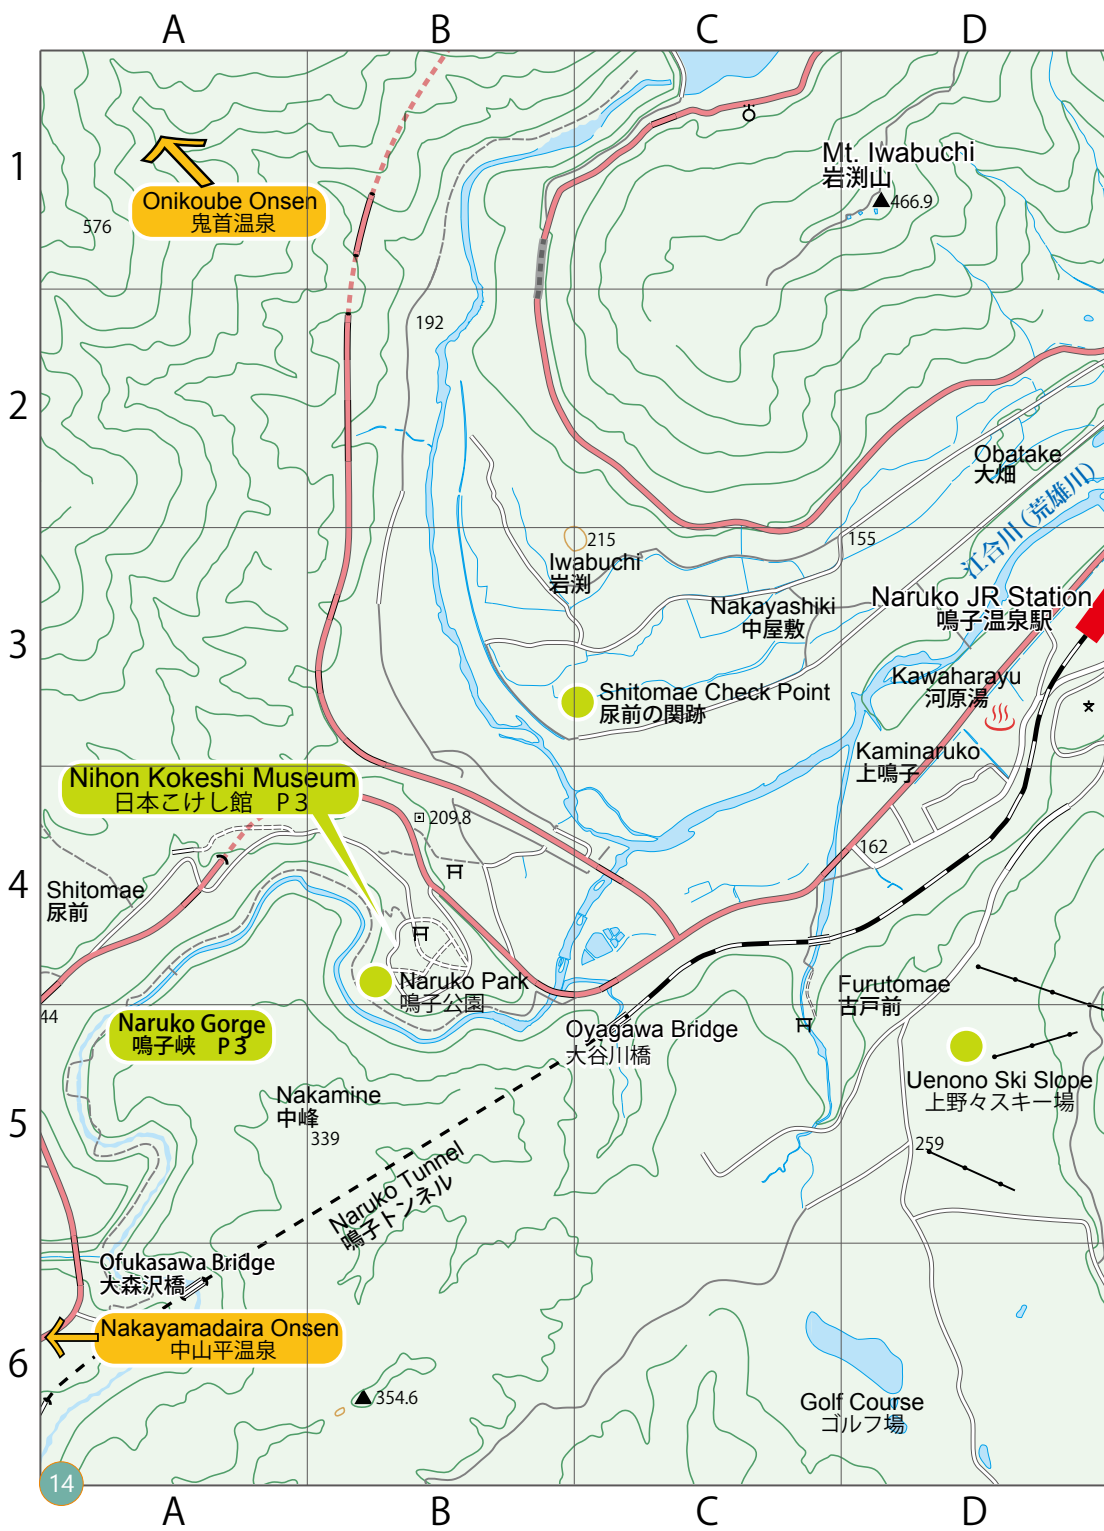 A B C D
1
Mt. Iwabuchi
岩渕山
466.9
Onikoube Onsen
鬼首温泉
576
192
2
Obatake
大畑
江合川(荒雄川)
215
155
Iwabuchi
岩渕
Naruko JR Station
鳴子温泉駅
Nakayashiki
中屋敷
3
Kawaharayu
河原湯
Shitomae Check Point
尿前の関跡
Kaminaruko
上鳴子
Nihon Kokeshi Museum
日本こけし館 P3
209.8
162
4
Shitomae
尿前
Naruko Park
鳴子公園
Furutomae
古戸前
44
Naruko Gorge
鳴子峡 P3
Oyagawa Bridge
大谷川橋
Uenono Ski Slope
上野々スキー場
Nakamine
中峰
339
5
259
Naruko Tunnel
鳴子トンネル
Ofukasawa Bridge
大森沢橋
Nakayamadaira Onsen
中山平温泉
6
354.6
Golf Course
ゴルフ場
14
A B C D